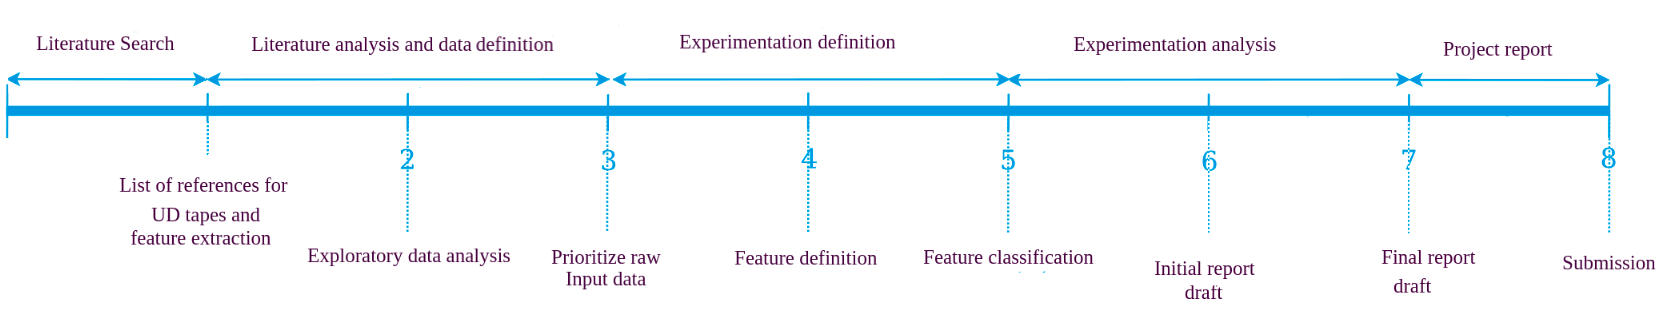 Literature Search
Literature analysis and data definition
Experimentation definition
Experimentation analysis
Project report
2
3
4
5
6
7
8
List of references for
UD tapes and
feature extraction
Exploratory data analysis
Prioritize raw
Input data
Feature definition
Feature classification
Initial report
draft
Final report
draft
Submission